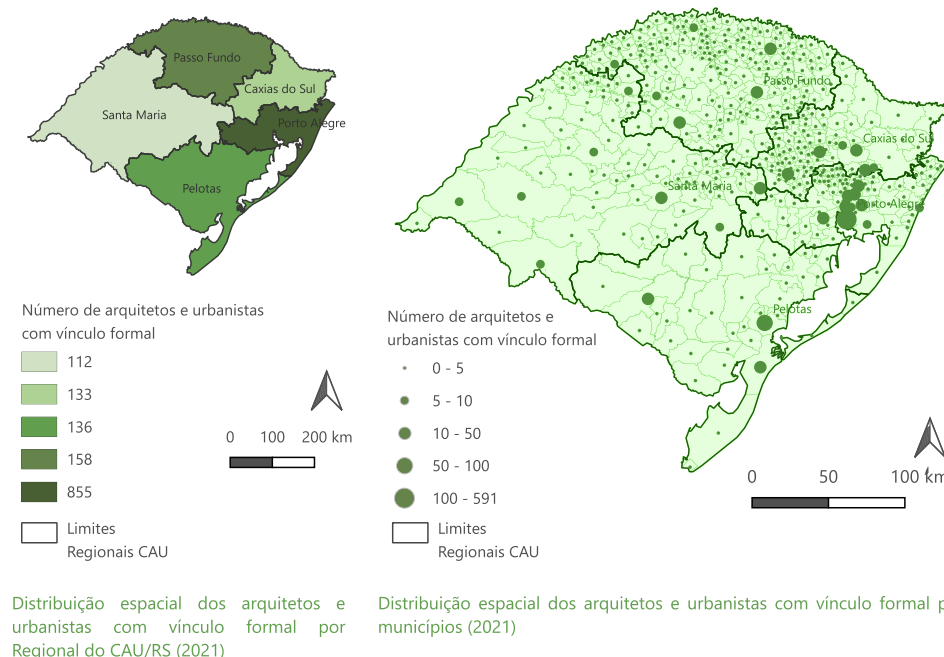 Passo Fundo
Caxias do Sul
Santa Maria
Porto Alegre
Pelotas
Número de arquitetos e urbanistas
com vínculo formal
112
133
136
158
855
Limites
Regionais CAU
0 100 200 km
Distribuição espacial dos arquitetos e
urbanistas com vínculo formal por
Regional do CAU/RS (2021)
Passo Fundo
Caxias do Sul
Santa Maria
Porto Alegre
Pelotas
Número de arquitetos e
urbanistas com vínculo formal
0 - 5
5 - 10
10 - 50
50 - 100
100 - 591
Limites
Regionais CAU
0 50 100 km
Distribuição espacial dos arquitetos e urbanistas com vínculo formal p
municípios (2021)